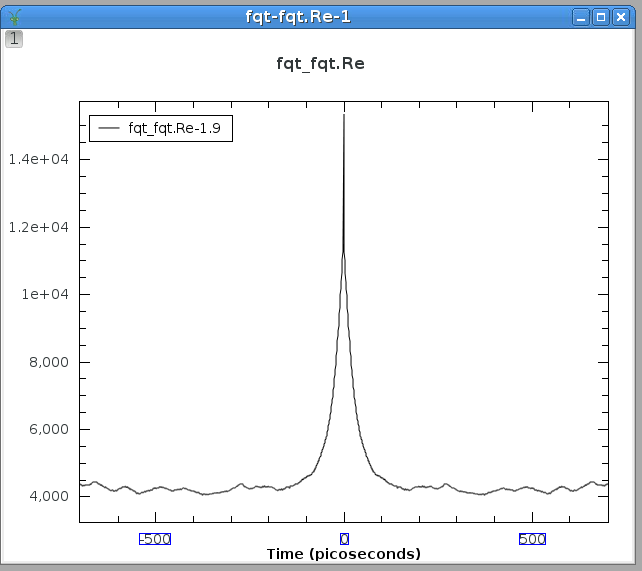 fqt-fqt.Re-1
1
fqt_fqt.Re
fqt_fqt.Re-1.9
1.4e+04
1.2e+04
1e+04
8,000
6,000
4,000
-500 0 500
Time (picoseconds)